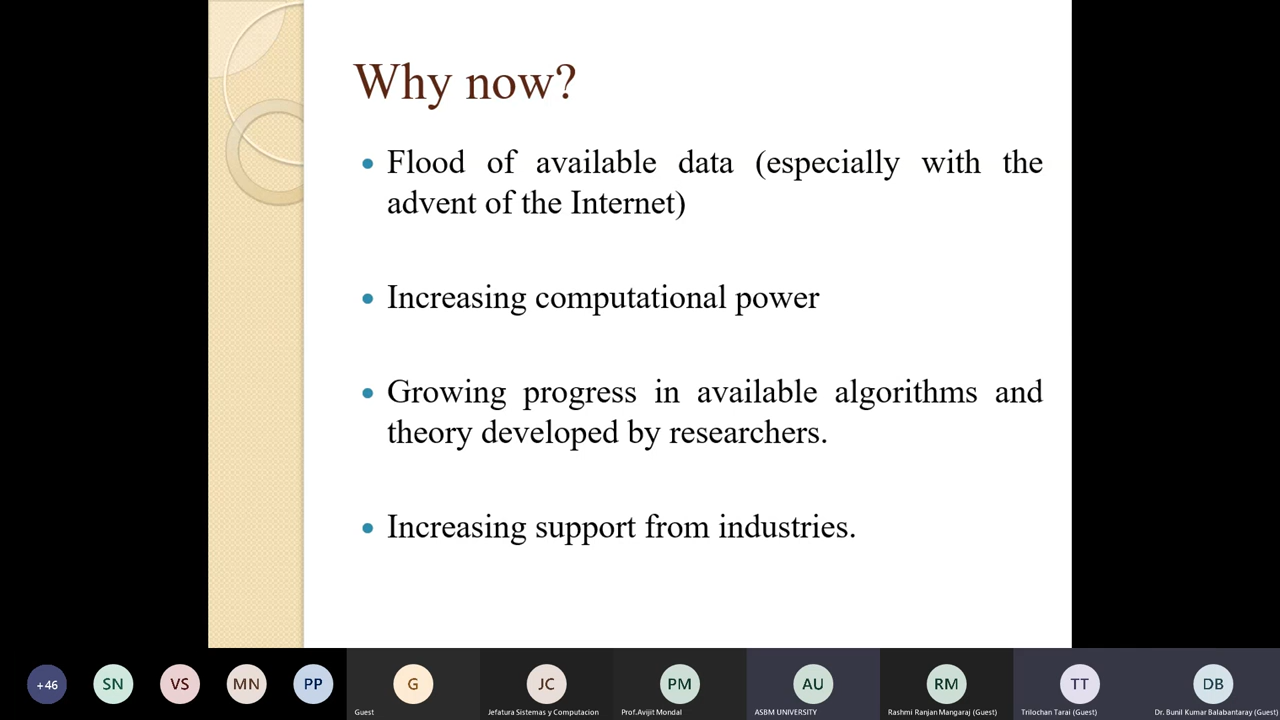 Why now?
Flood of available data (especially with the
advent of the Internet)
Increasing computational power
Growing progress in available algorithms and
theory developed by researchers.
Increasing support from industries.
+46
SN
VS
MN
PP
G
JC
PM
AU
RM
TT
DB
Guest
Jefatura Sistemas y Computacion
Prof.Avijit Mondal
ASBM UNIVERSITY
Rashmi Ranjan Mangaraj (Guest)
Trilochan Tarai (Guest)
Dr. Bunil Kumar Balabantaray (Guest)